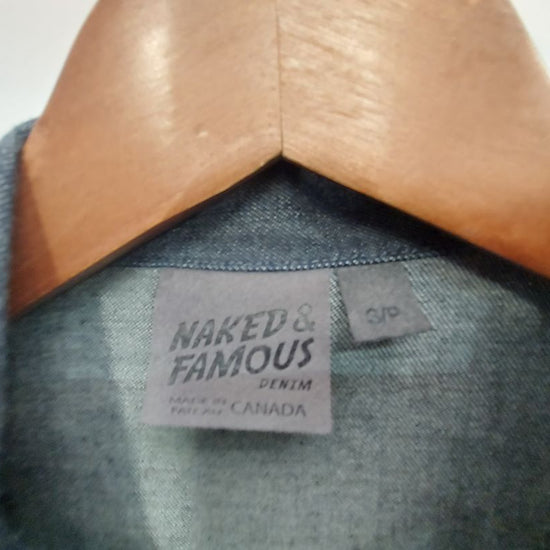 NAKED &
FAMOUS
DENIM
MADE IN
FAIT AU CANADA
S/P